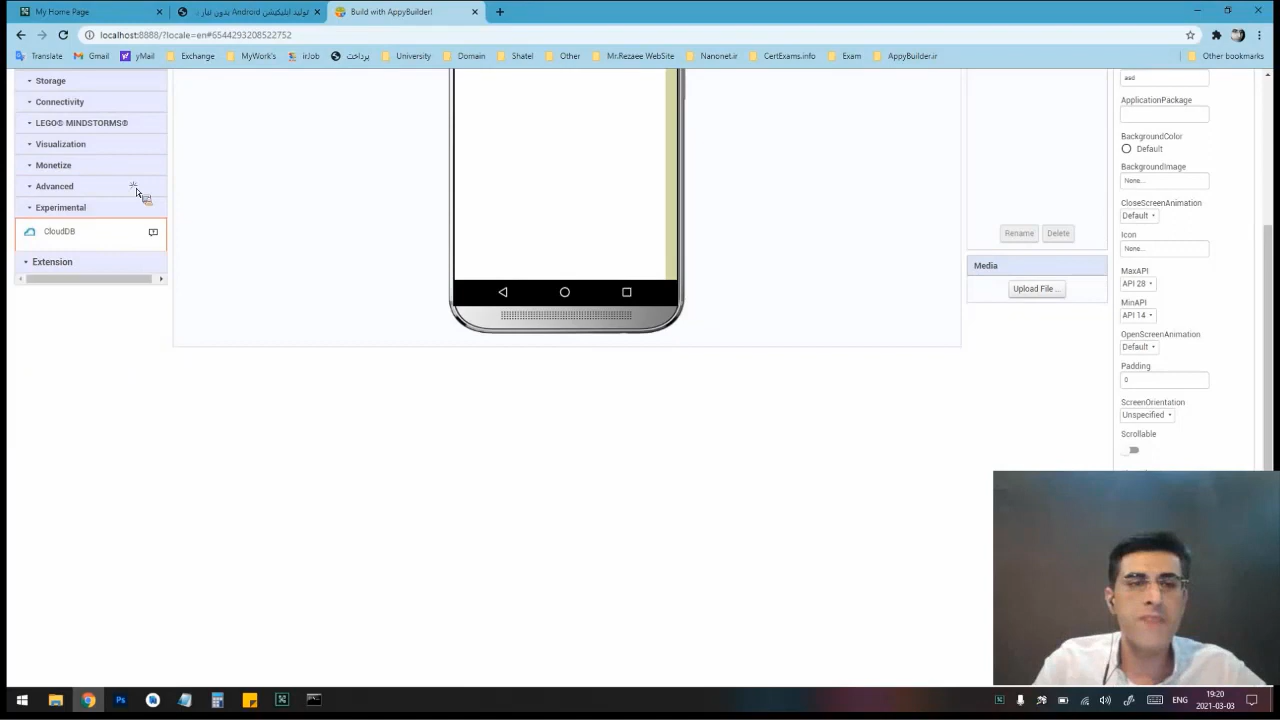 My Home Page
تولید اپلیکیشن Android بدون نیاز ...
Build with AppyBuilder!
localhost:8888/?locale=en#6544293208522752
Translate
Gmail
yMail
Exchange
MyWork's
irJob
پرداخت
University
Domain
Shatel
Other
Mr.Rezaee WebSite
Nanonet.ir
CertExams.info
Exam
AppyBuilder.ir
Other bookmarks
Storage
Connectivity
LEGO® MINDSTORMS®
Visualization
Monetize
Advanced
Experimental
CloudDB
Extension
Rename
Delete
Media
Upload File ...
asd
ApplicationPackage
BackgroundColor
Default
BackgroundImage
None...
CloseScreenAnimation
Default
Icon
None...
MaxAPI
API 28
MinAPI
API 14
OpenScreenAnimation
Default
Padding
0
ScreenOrientation
Unspecified
Scrollable
ENG
19:20
2021-03-03